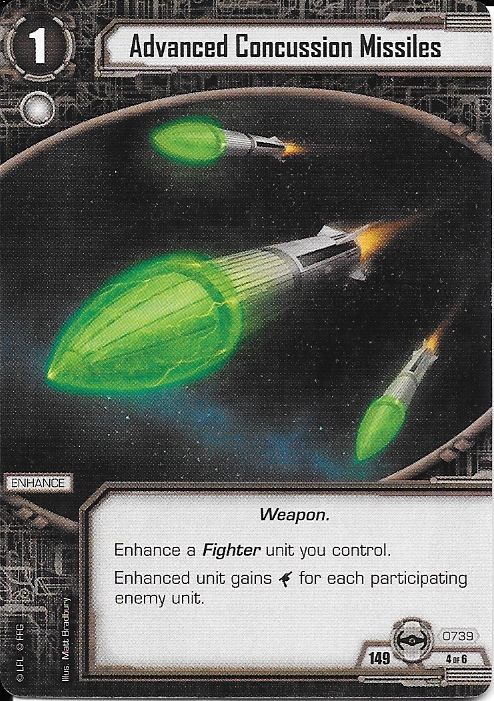 1
Advanced Concussion Missiles
ENHANCE
Weapon.
Enhance a Fighter unit you control.
Enhanced unit gains for each participating
enemy unit.
© LFL © FFG
Illus. Matt Bradbury
0739
149
4 OF 6